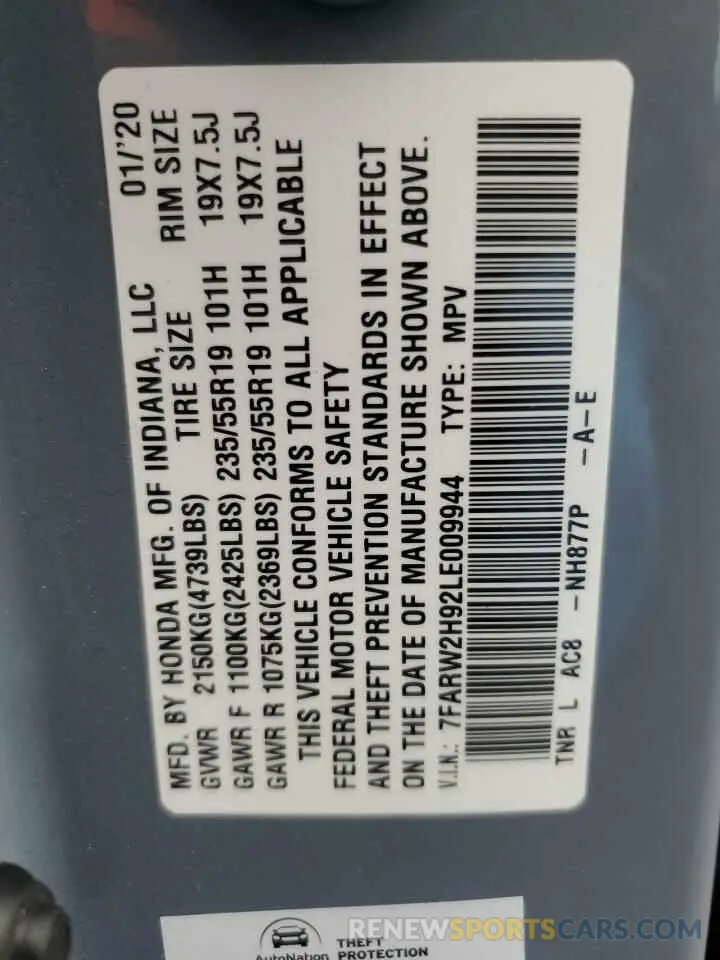 MFD. BY HONDA MFG. OF INDIANA, LLC 01/'20
GVWR 2150KG(4739LBS) TIRE SIZE RIM SIZE
GAWR F 1100KG(2425LBS) 235/55R19 101H 19X7.5J
GAWR R 1075KG(2369LBS) 235/55R19 101H 19X7.5J
THIS VEHICLE CONFORMS TO ALL APPLICABLE
FEDERAL MOTOR VEHICLE SAFETY
AND THEFT PREVENTION STANDARDS IN EFFECT
ON THE DATE OF MANUFACTURE SHOWN ABOVE.
V.I.N.: 7FARW2H92LE009944 TYPE: MPV
TNR L AC8 -NH877P -A-E
AutoNation THEFT
PROTECTION
RENEWSPORTSCARS.COM